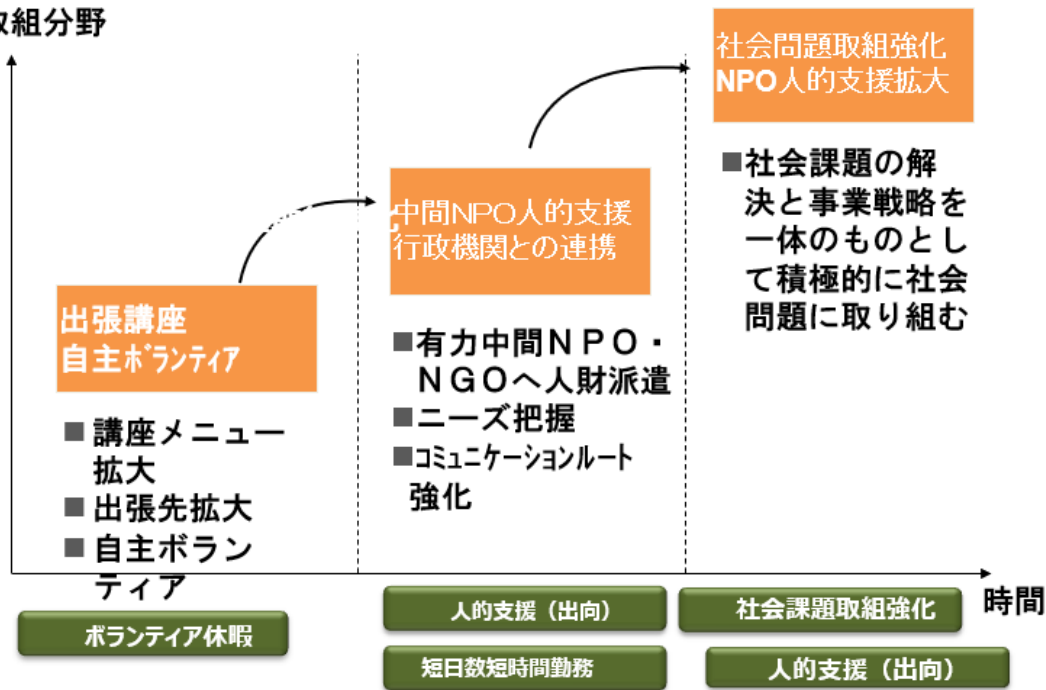 取組分野
社会問題取組強化
NPO人的支援拡大
■社会課題の解
決と事業戦略を
一体のものとし
て積極的に社会
問題に取り組む
中間NPO人的支援
行政機関との連携
■有力中間ＮＰＯ・
ＮＧＯへ人財派遣
■ニーズ把握
■ｺﾐｭﾆｹｰｼｮﾝﾙｰﾄ
強化
出張講座
自主ﾎﾞﾗﾝﾃｨｱ
■ 講座メニュー
拡大
■ 出張先拡大
■ 自主ボラン
ティア
時間
ボランティア休暇
人的支援（出向）
短日数短時間勤務
社会課題取組強化
人的支援（出向）